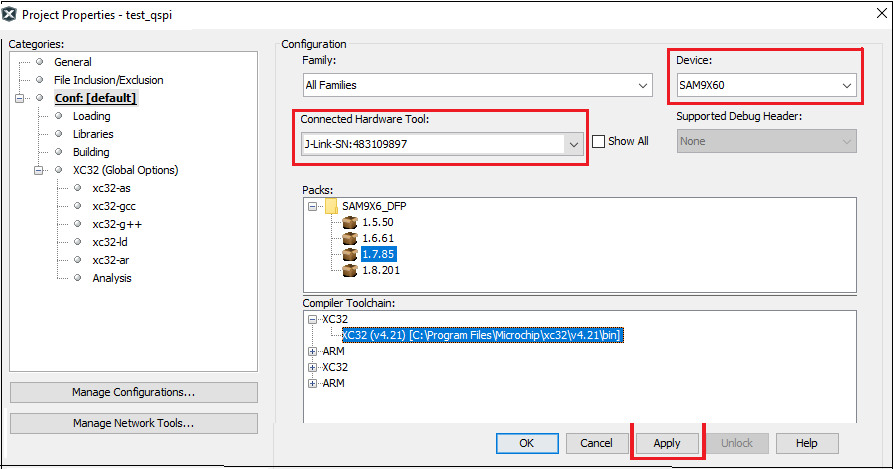 Project Properties - test_qspi
Categories:
General
File Inclusion/Exclusion
Conf: [default]
Loading
Libraries
Building
XC32 (Global Options)
xc32-as
xc32-gcc
xc32-g++
xc32-ld
xc32-ar
Analysis
Manage Configurations...
Manage Network Tools...
Configuration
Family:
All Families
Device:
SAM9X60
Connected Hardware Tool:
J-Link-SN:483109897
Show All
Supported Debug Header:
None
Packs:
SAM9X6_DFP
1.5.50
1.6.61
1.7.85
1.8.201
Compiler Toolchain:
XC32
XC32 (v4.21) [C:\Program Files\Microchip\xc32\v4.21\bin]
ARM
XC32
ARM
OK Cancel Apply Unlock Help